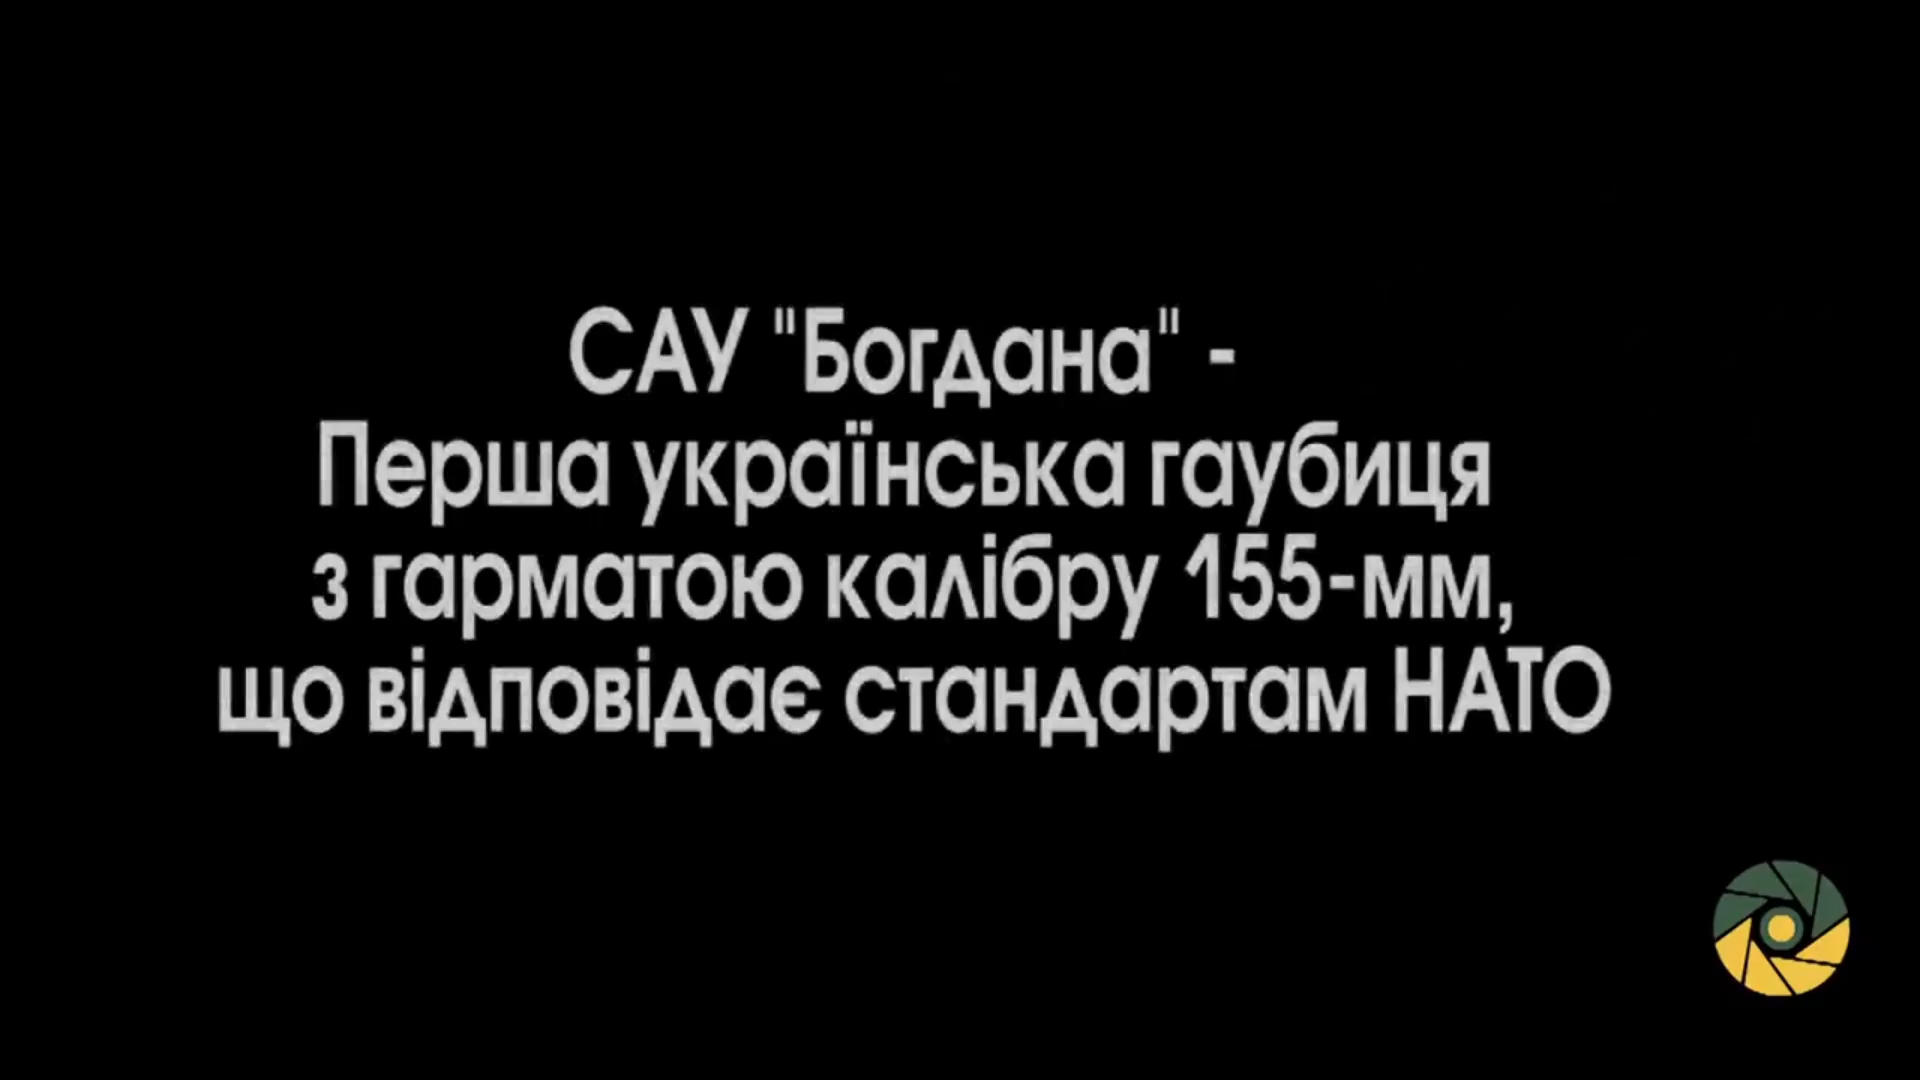 САУ "Богдана" -
Перша українська гаубиця
з гарматою калібру 155-мм,
що відповідає стандартам НАТО